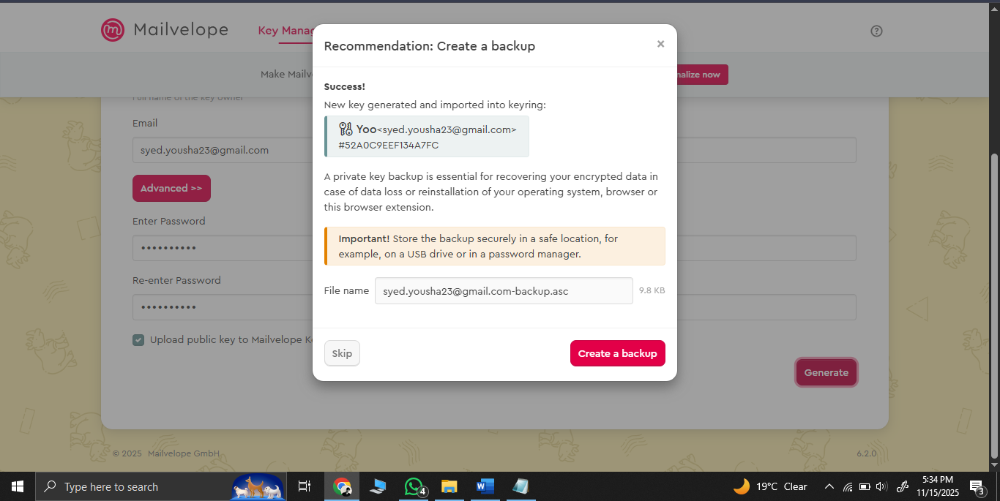 Mailvelope
Key Manag
Make Mailv
nalize now
Recommendation: Create a backup
×
Success!
New key generated and imported into keyring:
Yoo<syed.yousha23@gmail.com>
#52A0C9EEF134A7FC
A private key backup is essential for recovering your encrypted data in
case of data loss or reinstallation of your operating system, browser or
this browser extension.
Important! Store the backup securely in a safe location, for
example, on a USB drive or in a password manager.
File name
syed.yousha23@gmail.com-backup.asc
9.8 KB
Skip
Create a backup
Full name of the key owner
Email
syed.yousha23@gmail.com
Advanced >>
Enter Password
Re-enter Password
Upload public key to Mailvelope Ke
Generate
© 2025 Mailvelope GmbH
6.2.0
Type here to search
4
W
19°C Clear
5:34 PM
11/15/2025
3